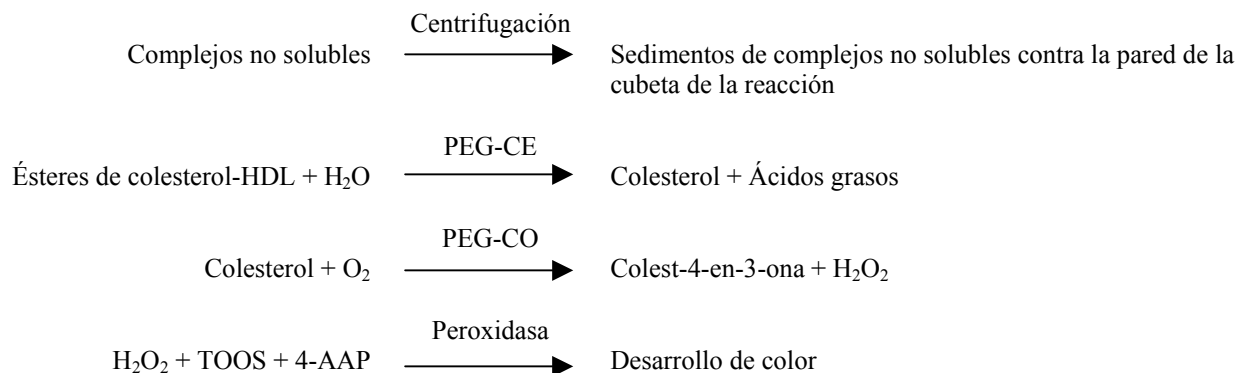 Centrifugación
Complejos no solubles
Sedimentos de complejos no solubles contra la pared de la
cubeta de la reacción
PEG-CE
Ésteres de colesterol-HDL + H₂O
Colesterol + Ácidos grasos
PEG-CO
Colesterol + O₂
Colest-4-en-3-ona + H₂O₂
Peroxidasa
H₂O₂ + TOOS + 4-AAP
Desarrollo de color